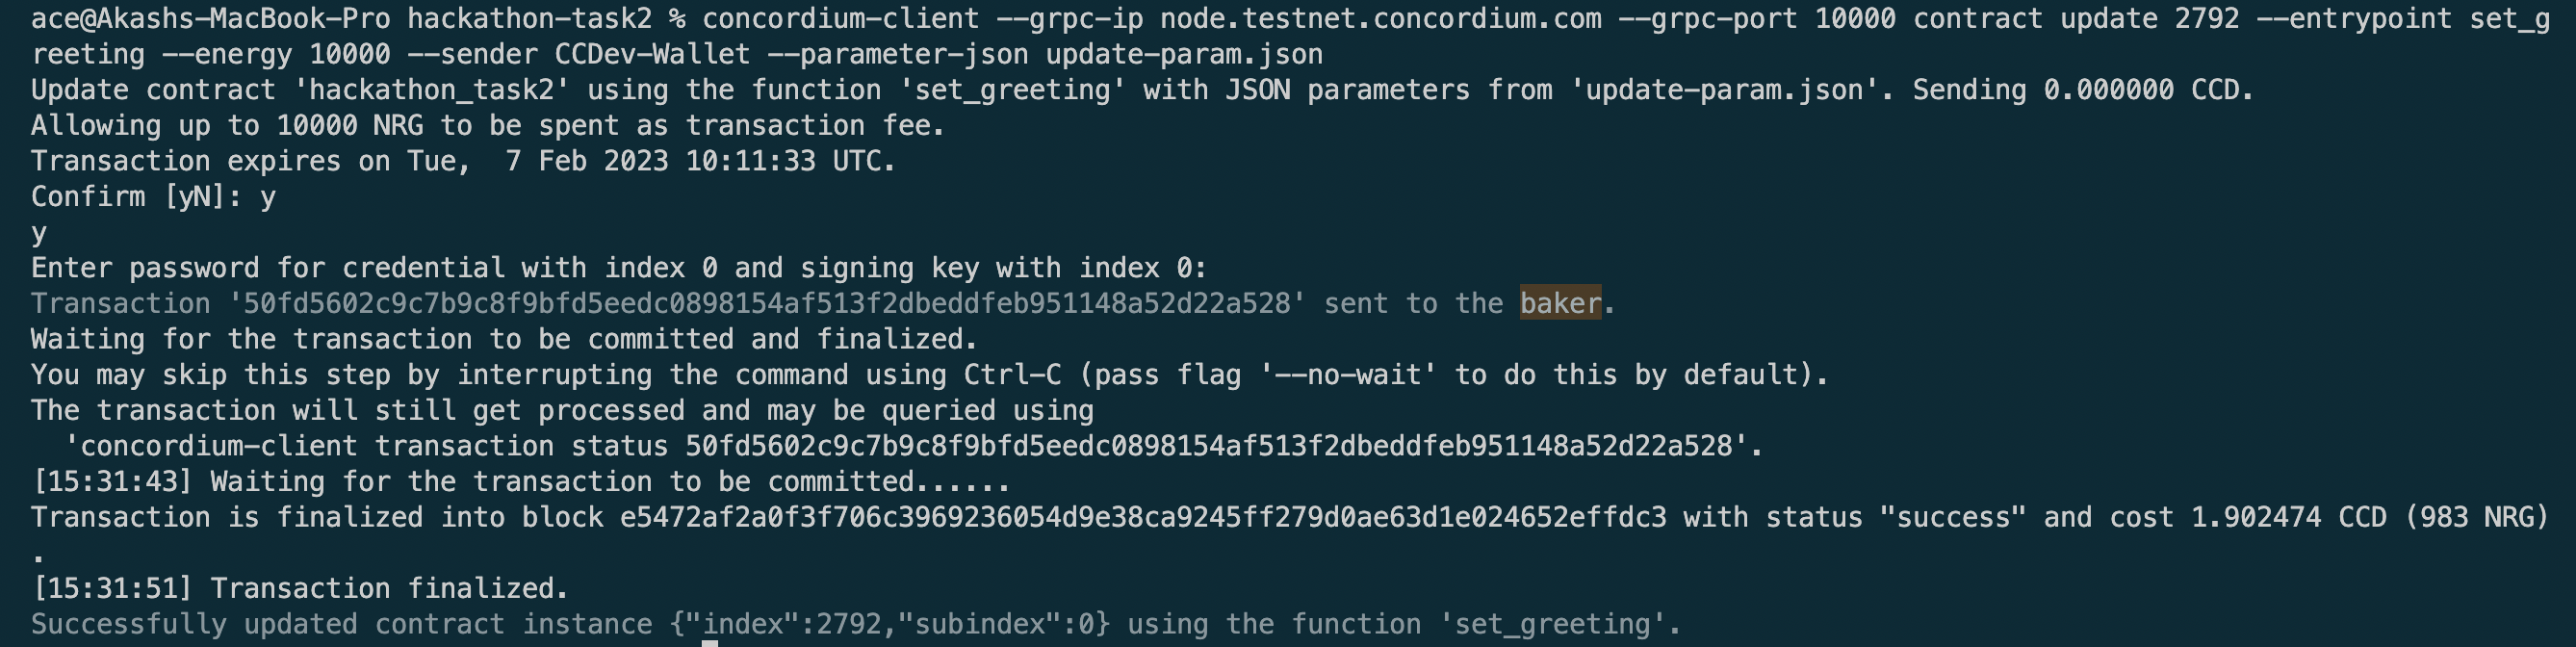 ace@Akashs-MacBook-Pro hackathon-task2 % concordium-client --grpc-ip node.testnet.concordium.com --grpc-port 10000 contract update 2792 --entrypoint set_g
reeting --energy 10000 --sender CCDev-Wallet --parameter-json update-param.json
Update contract 'hackathon_task2' using the function 'set_greeting' with JSON parameters from 'update-param.json'. Sending 0.000000 CCD.
Allowing up to 10000 NRG to be spent as transaction fee.
Transaction expires on Tue,  7 Feb 2023 10:11:33 UTC.
Confirm [yN]: y
y
Enter password for credential with index 0 and signing key with index 0:
Transaction '50fd5602c9c7b9c8f9bfd5eedc0898154af513f2dbeddfeb951148a52d22a528' sent to the baker.
Waiting for the transaction to be committed and finalized.
You may skip this step by interrupting the command using Ctrl-C (pass flag '--no-wait' to do this by default).
The transaction will still get processed and may be queried using
  'concordium-client transaction status 50fd5602c9c7b9c8f9bfd5eedc0898154af513f2dbeddfeb951148a52d22a528'.
[15:31:43] Waiting for the transaction to be committed......
Transaction is finalized into block e5472af2a0f3f706c3969236054d9e38ca9245ff279d0ae63d1e024652effdc3 with status "success" and cost 1.902474 CCD (983 NRG)
.
[15:31:51] Transaction finalized.
Successfully updated contract instance {"index":2792,"subindex":0} using the function 'set_greeting'.